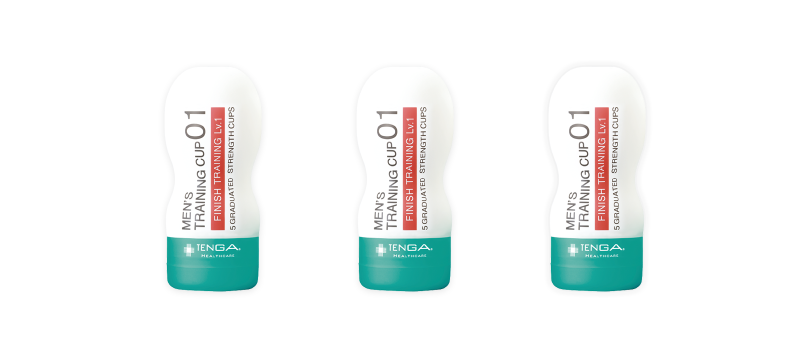 MEN'S
TRAINING CUP 01
FINISH TRAINING Lv.1
5 GRADUATED STRENGTH CUPS
TENGA
HEALTHCARE
MEN'S
TRAINING CUP 01
FINISH TRAINING Lv.1
5 GRADUATED STRENGTH CUPS
TENGA
HEALTHCARE
MEN'S
TRAINING CUP 01
FINISH TRAINING Lv.1
5 GRADUATED STRENGTH CUPS
TENGA
HEALTHCARE